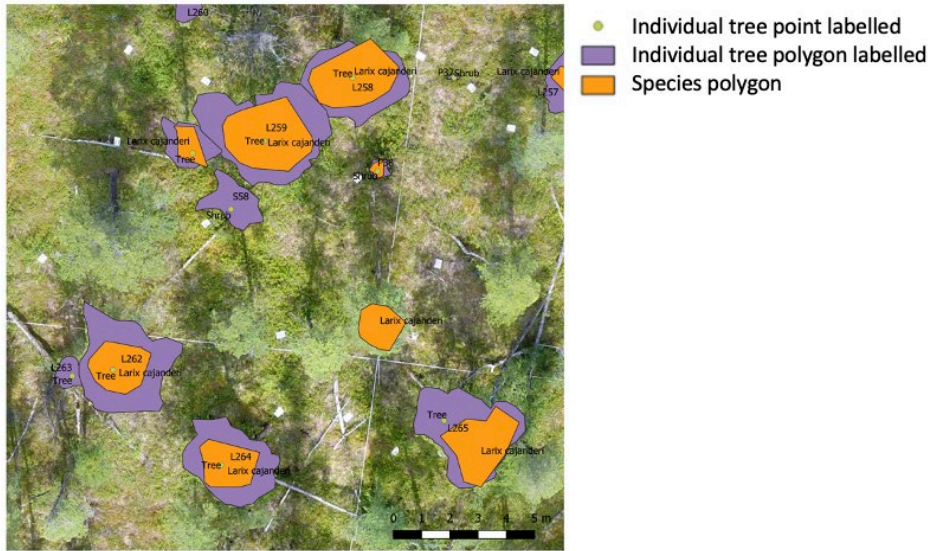 L260
Individual tree point labelled
Individual tree polygon labelled
Species polygon
Tree Larix cajanderi
L258
P37Shrub
Larix cajanderi
L257
L259
Tree Larix cajanderi
Larix cajanderi
Tree
Shrub
S58
Shrub
Larix cajanderi
L262
Tree Larix cajanderi
L263
Tree
Tree
L265
Larix cajanderi
L264
Tree
Larix cajanderi
0 1 2 3 4 5 m